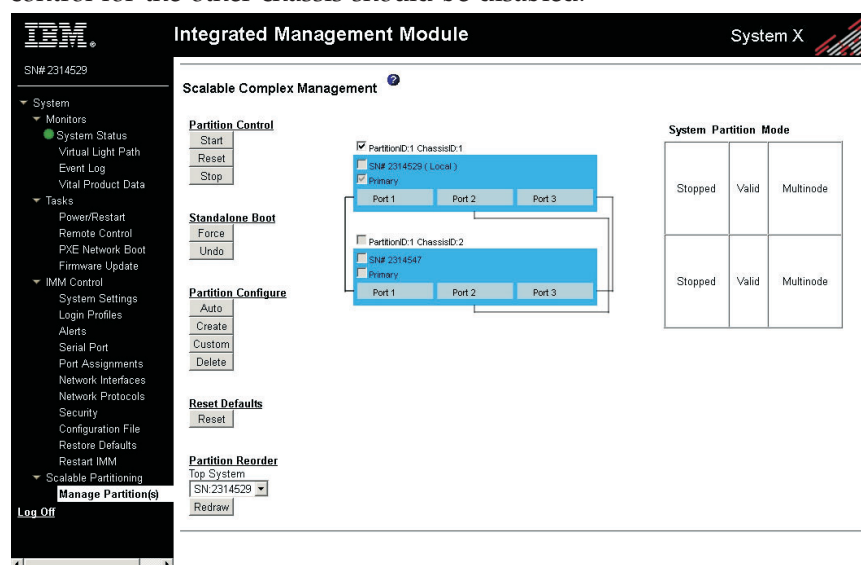 control for the other chassis should be disabled.
IBM®
Integrated Management Module
System X
SN# 2314529
System
Monitors
System Status
Virtual Light Path
Event Log
Vital Product Data
Tasks
Power/Restart
Remote Control
PXE Network Boot
Firmware Update
IMM Control
System Settings
Login Profiles
Alerts
Serial Port
Port Assignments
Network Interfaces
Network Protocols
Security
Configuration File
Restore Defaults
Restart IMM
Scalable Partitioning
Manage Partition(s)
Log Off
Scalable Complex Management ?
Partition Control
Start
Reset
Stop
Standalone Boot
Force
Undo
Partition Configure
Auto
Create
Custom
Delete
Reset Defaults
Reset
Partition Reorder
Top System
SN:2314529
Redraw
PartitionID:1 ChassisID:1
SN# 2314529 ( Local )
Primary
Port 1 Port 2 Port 3
PartitionID:1 ChassisID:2
SN# 2314547
Primary
Port 1 Port 2 Port 3
System Partition Mode
Stopped Valid Multinode
Stopped Valid Multinode